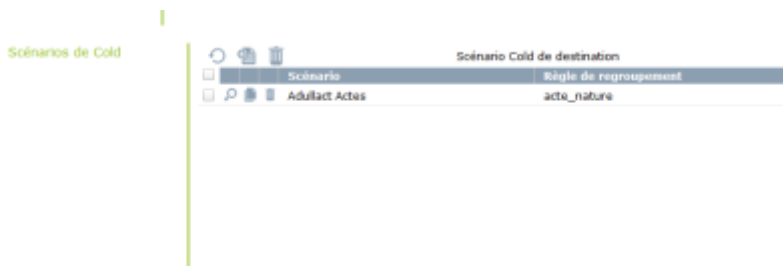 Scénarios de Cold
Scénario Cold de destination
Scénario Règle de regroupement
Adullact Actes acte_nature